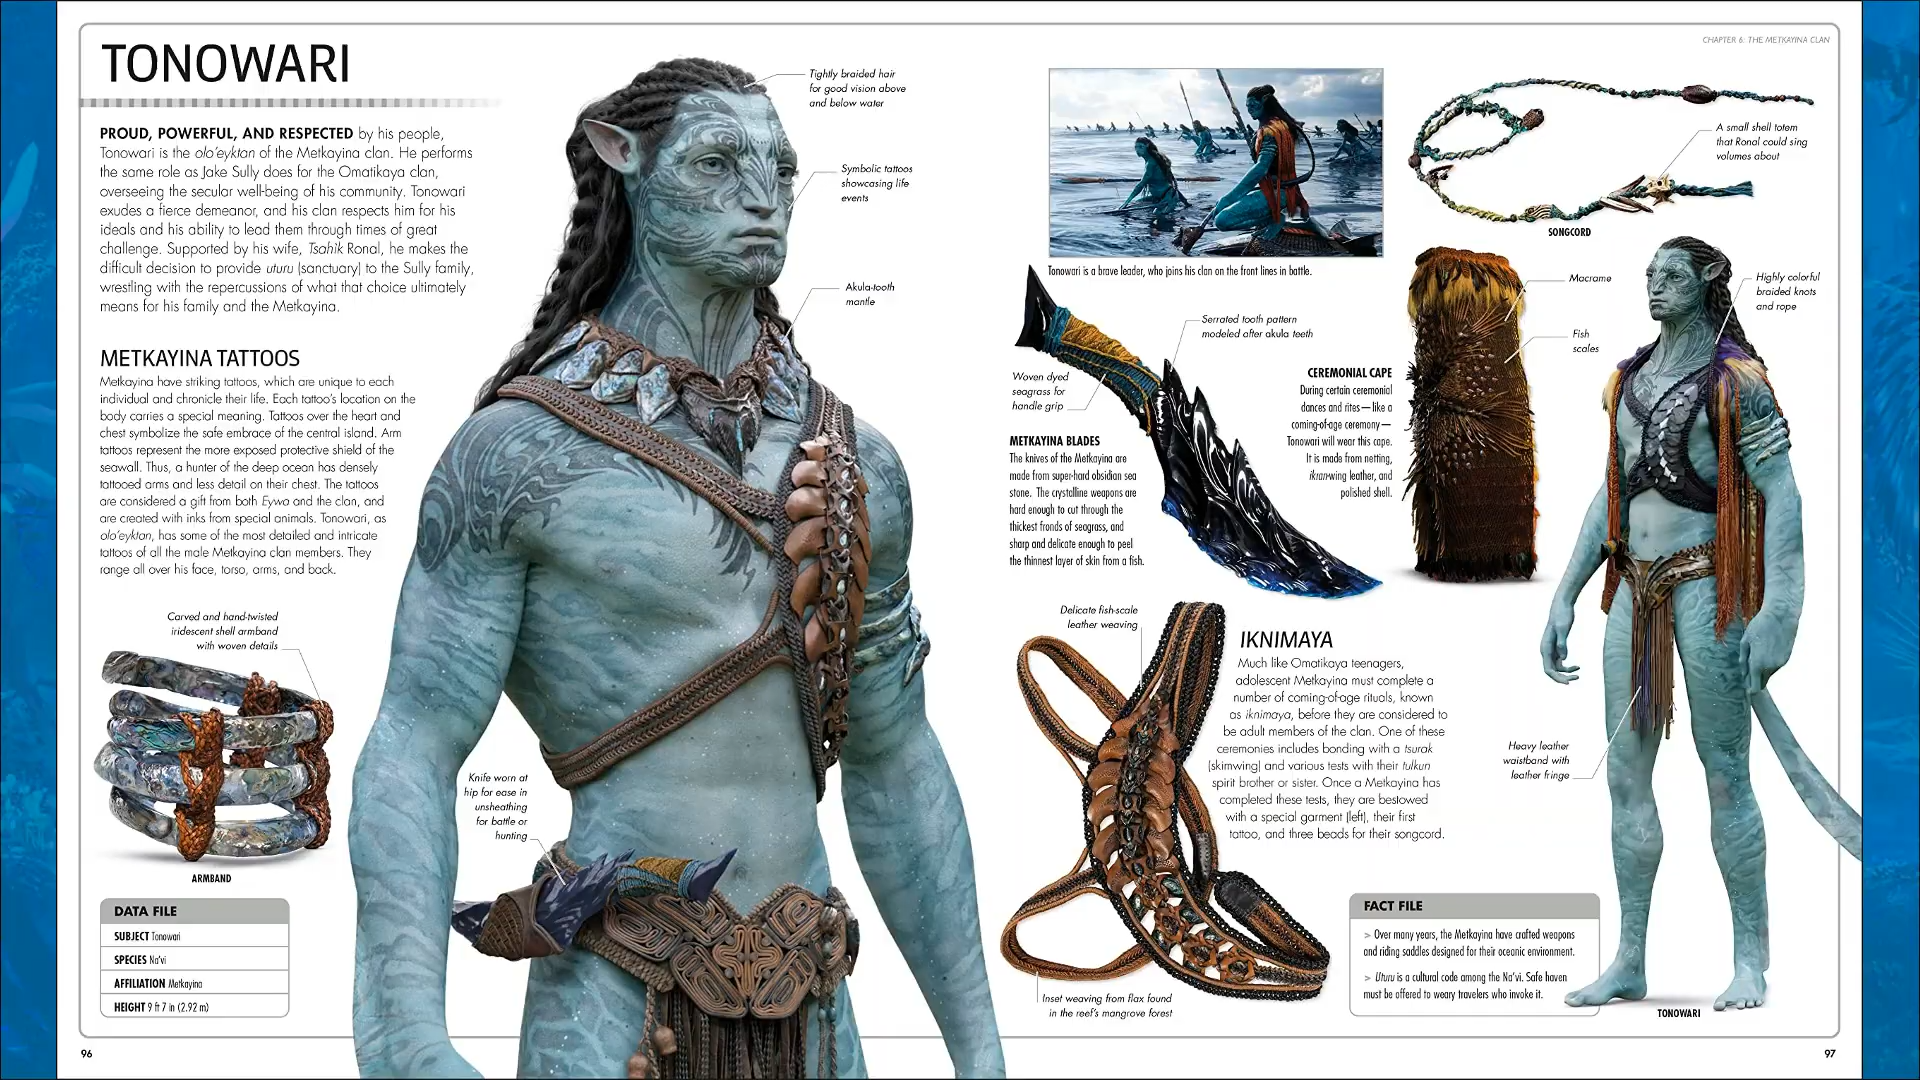 TONOWARI
PROUD, POWERFUL, AND RESPECTED by his people,
Tonowari is the olo'eyktan of the Metkayina clan. He performs
the same role as Jake Sully does for the Omatikaya clan,
overseeing the secular well-being of his community. Tonowari
exudes a fierce demeanor, and his clan respects him for his
ideals and his ability to lead them through times of great
challenge. Supported by his wife, Tsahik Ronal, he makes the
difficult decision to provide uturu (sanctuary) to the Sully family,
wrestling with the repercussions of what that choice ultimately
means for his family and the Metkayina.
METKAYINA TATTOOS
Metkayina have striking tattoos, which are unique to each
individual and chronicle their life. Each tattoo's location on the
body carries a special meaning. Tattoos over the heart and
chest symbolize the safe embrace of the central island. Arm
tattoos represent the more exposed protective shield of the
seawall. Thus, a hunter of the deep ocean has densely
tattooed arms and less detail on their chest. The tattoos
are considered a gift from both Eywa and the clan, and
are created with inks from special animals. Tonowari, as
olo'eyktan, has some of the most detailed and intricate
tattoos of all the male Metkayina clan members. They
range all over his face, torso, arms, and back.
Carved and hand-twisted
iridescent shell armband
with woven details
ARMBAND
DATA FILE
SUBJECT Tonowari
SPECIES Na'vi
AFFILIATION Metkayina
HEIGHT 9 ft 7 in (2.92 m)
96
Tightly braided hair
for good vision above
and below water
Symbolic tattoos
showcasing life
events
Akula-tooth
mantle
Knife worn at
hip for ease in
unsheathing
for battle or
hunting
CHAPTER 6: THE METKAYINA CLAN
Tonowari is a brave leader, who joins his clan on the front lines in battle.
A small shell totem
that Ronal could sing
volumes about
SONGCORD
Serrated tooth pattern
modeled after akula teeth
Woven dyed
seagrass for
handle grip
METKAYINA BLADES
The knives of the Metkayina are
made from super-hard obsidian sea
stone. The crystalline weapons are
hard enough to cut through the
thickest fronds of seagrass, and
sharp and delicate enough to peel
the thinnest layer of skin from a fish.
CEREMONIAL CAPE
During certain ceremonial
dances and rites—like a
coming-of-age ceremony—
Tonowari will wear this cape.
It is made from netting,
ikran-wing leather, and
polished shell.
Macrame
Fish
scales
Highly colorful
braided knots
and rope
Delicate fish-scale
leather weaving
Inset weaving from flax found
in the reef's mangrove forest
IKNIMAYA
Much like Omatikaya teenagers,
adolescent Metkayina must complete a
number of coming-of-age rituals, known
as iknimaya, before they are considered to
be adult members of the clan. One of these
ceremonies includes bonding with a tsurak
(skimwing) and various tests with their tulkun
spirit brother or sister. Once a Metkayina has
completed these tests, they are bestowed
with a special garment (left), their first
tattoo, and three beads for their songcord.
Heavy leather
waistband with
leather fringe
FACT FILE
> Over many years, the Metkayina have crafted weapons
and riding saddles designed for their oceanic environment.
> Uturu is a cultural code among the Na'vi. Safe haven
must be offered to weary travelers who invoke it.
TONOWARI
97